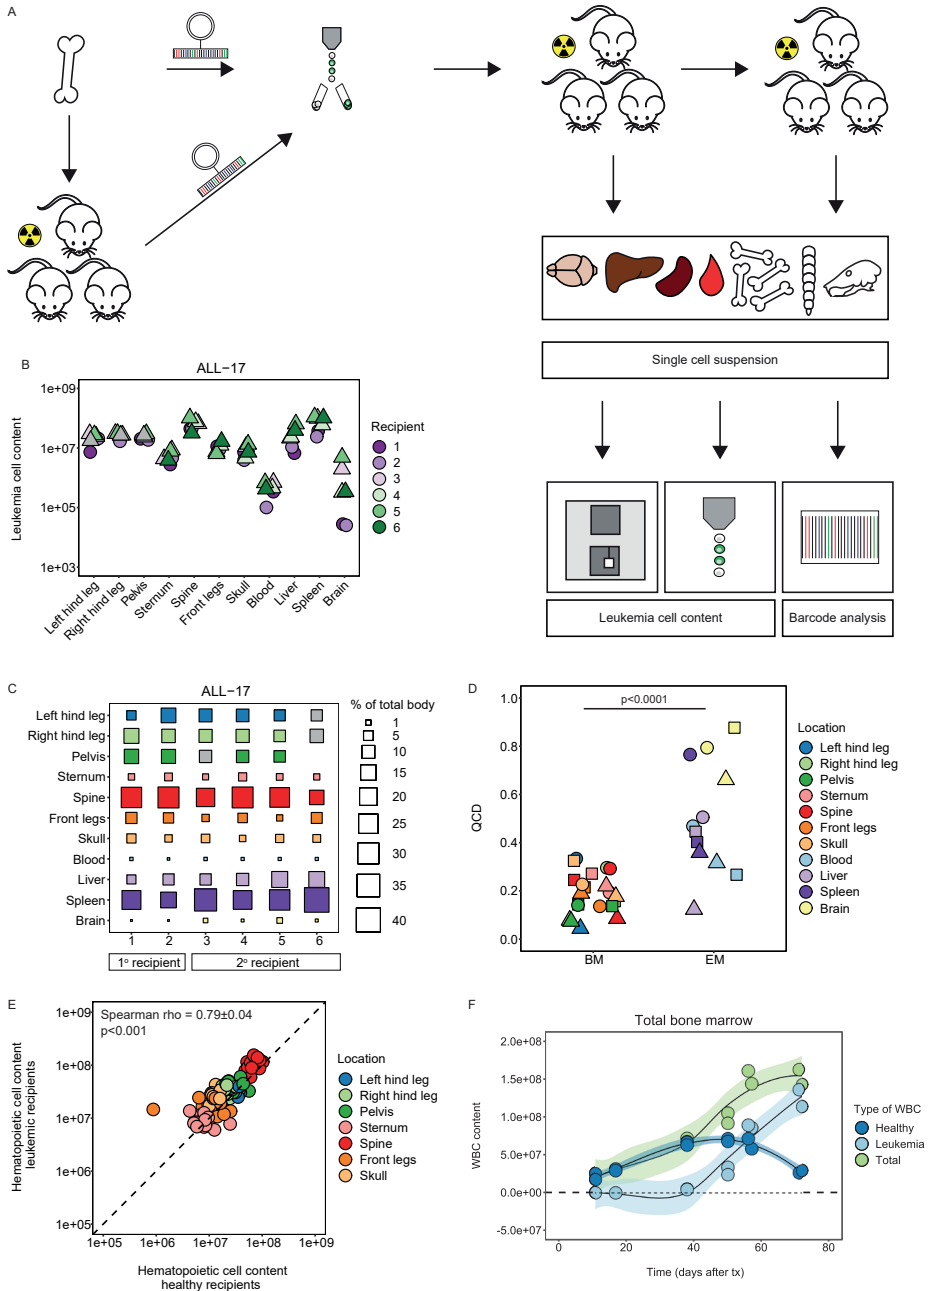 A
Single cell suspension
Leukemia cell content
Barcode analysis
B
ALL−17
Leukemia cell content
1e+09
1e+07
1e+05
1e+03
Left hind leg
Right hind leg
Pelvis
Sternum
Spine
Front legs
Skull
Blood
Liver
Spleen
Brain
Recipient
1
2
3
4
5
6
C
ALL−17
Left hind leg
Right hind leg
Pelvis
Sternum
Spine
Front legs
Skull
Blood
Liver
Spleen
Brain
1
2
3
4
5
6
1º recipient
2º recipient
% of total body
1
5
10
15
20
25
30
35
40
D
QCD
1.0
0.8
0.6
0.4
0.2
0.0
p<0.0001
BM
EM
Location
Left hind leg
Right hind leg
Pelvis
Sternum
Spine
Front legs
Skull
Blood
Liver
Spleen
Brain
E
Spearman rho = 0.79±0.04
p<0.001
Hematopoietic cell content
leukemic recipients
1e+09
1e+08
1e+07
1e+06
1e+05
1e+05
1e+06
1e+07
1e+08
1e+09
Hematopoietic cell content
healthy recipients
Location
Left hind leg
Right hind leg
Pelvis
Sternum
Spine
Front legs
Skull
F
Total bone marrow
WBC content
2.0e+08
1.5e+08
1.0e+08
5.0e+07
0.0e+00
-5.0e+07
0
20
40
60
80
Time (days after tx)
Type of WBC
Healthy
Leukemia
Total